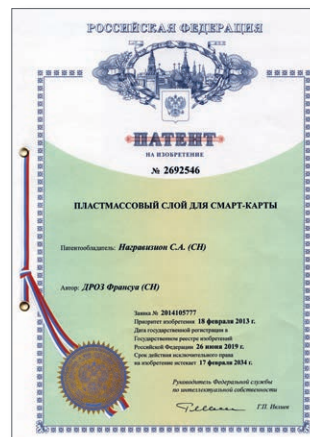 РОССИЙСКАЯ ФЕДЕРАЦИЯ
ПАТЕНТ
НА ИЗОБРЕТЕНИЕ
№ 2692546
ПЛАСТМАССОВЫЙ СЛОЙ ДЛЯ СМАРТ-КАРТЫ
Патентообладатель: Награвизион С.А. (CH)
Автор: ДРОЗ Франсуа (CH)
Заявка № 2014105777
Приоритет изобретения 18 февраля 2013 г.
Дата государственной регистрации в
Государственном реестре изобретений
Российской Федерации 26 июня 2019 г.
Срок действия исключительного права
на изобретение истекает 17 февраля 2034 г.
Руководитель Федеральной службы
по интеллектуальной собственности
Г.П. Ивлиев